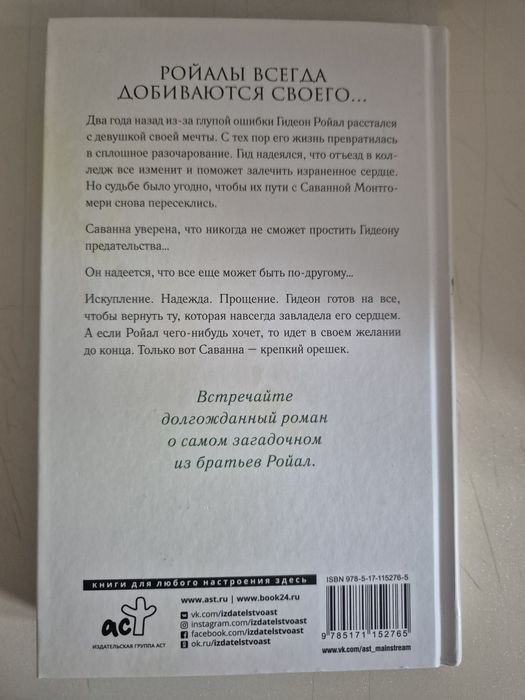 РОЙАЛЫ ВСЕГДА
ДОБИВАЮТСЯ СВОЕГО...
Два года назад из-за глупой ошибки Гидеон Ройал расстался
с девушкой своей мечты. С тех пор его жизнь превратилась
в сплошное разочарование. Гид надеялся, что отъезд в кол-
ледж все изменит и поможет залечить израненное сердце.
Но судьбе было угодно, чтобы их пути с Саванной Монтго-
мери снова пересеклись.
Саванна уверена, что никогда не сможет простить Гидеону
предательства...
Он надеется, что все еще может быть по-другому...
Искупление. Надежда. Прощение. Гидеон готов на все,
чтобы вернуть ту, которая навсегда завладела его сердцем.
А если Ройал чего-нибудь хочет, то идет в своем желании
до конца. Только вот Саванна — крепкий орешек.
Встречайте
долгожданный роман
о самом загадочном
из братьев Ройал.
книги для любого настроения здесь
www.ast.ru | www.book24.ru
vk.com/izdatelstvoast
instagram.com/izdatelstvoast
facebook.com/izdatelstvoast
ok.ru/izdatelstvoast
аст
ИЗДАТЕЛЬСКАЯ ГРУППА АСТ
ISBN 978-5-17-115276-5
9 785171 152765
www.vk.com/ast_mainstream